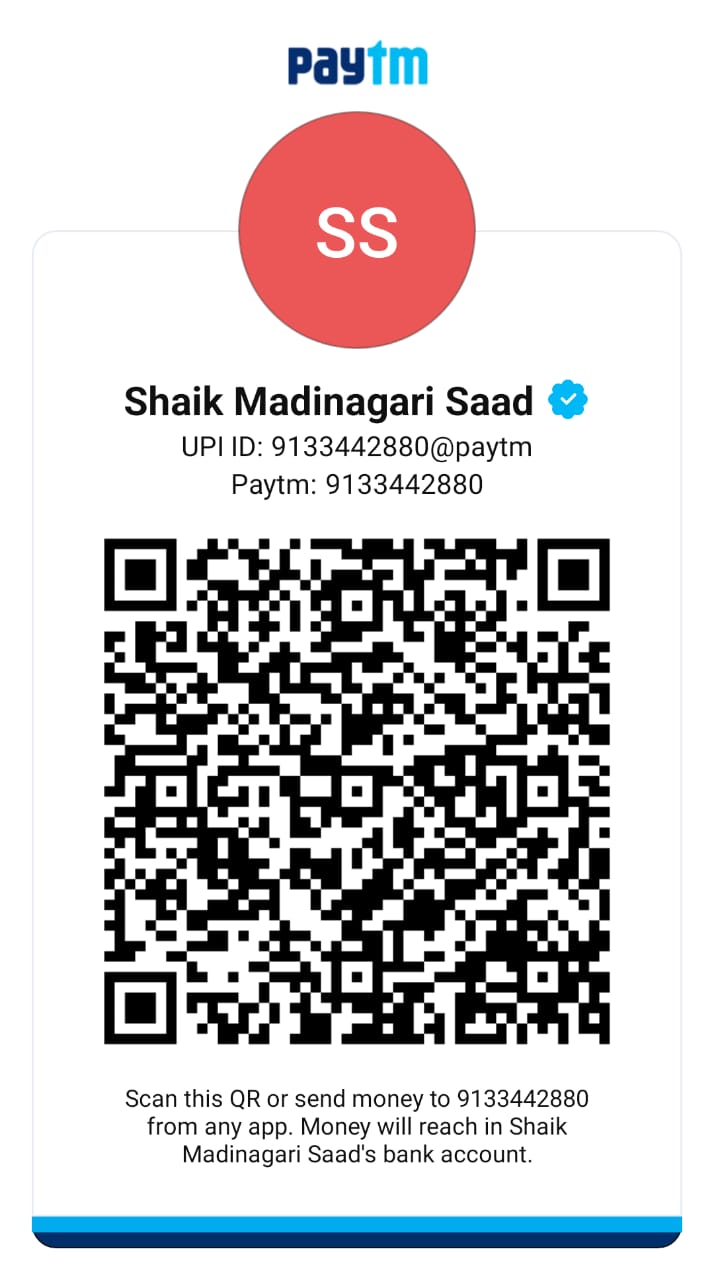 paytm
SS
Shaik Madinagari Saad
UPI ID: 9133442880@paytm
Paytm: 9133442880
Scan this QR or send money to 9133442880
from any app. Money will reach in Shaik
Madinagari Saad's bank account.